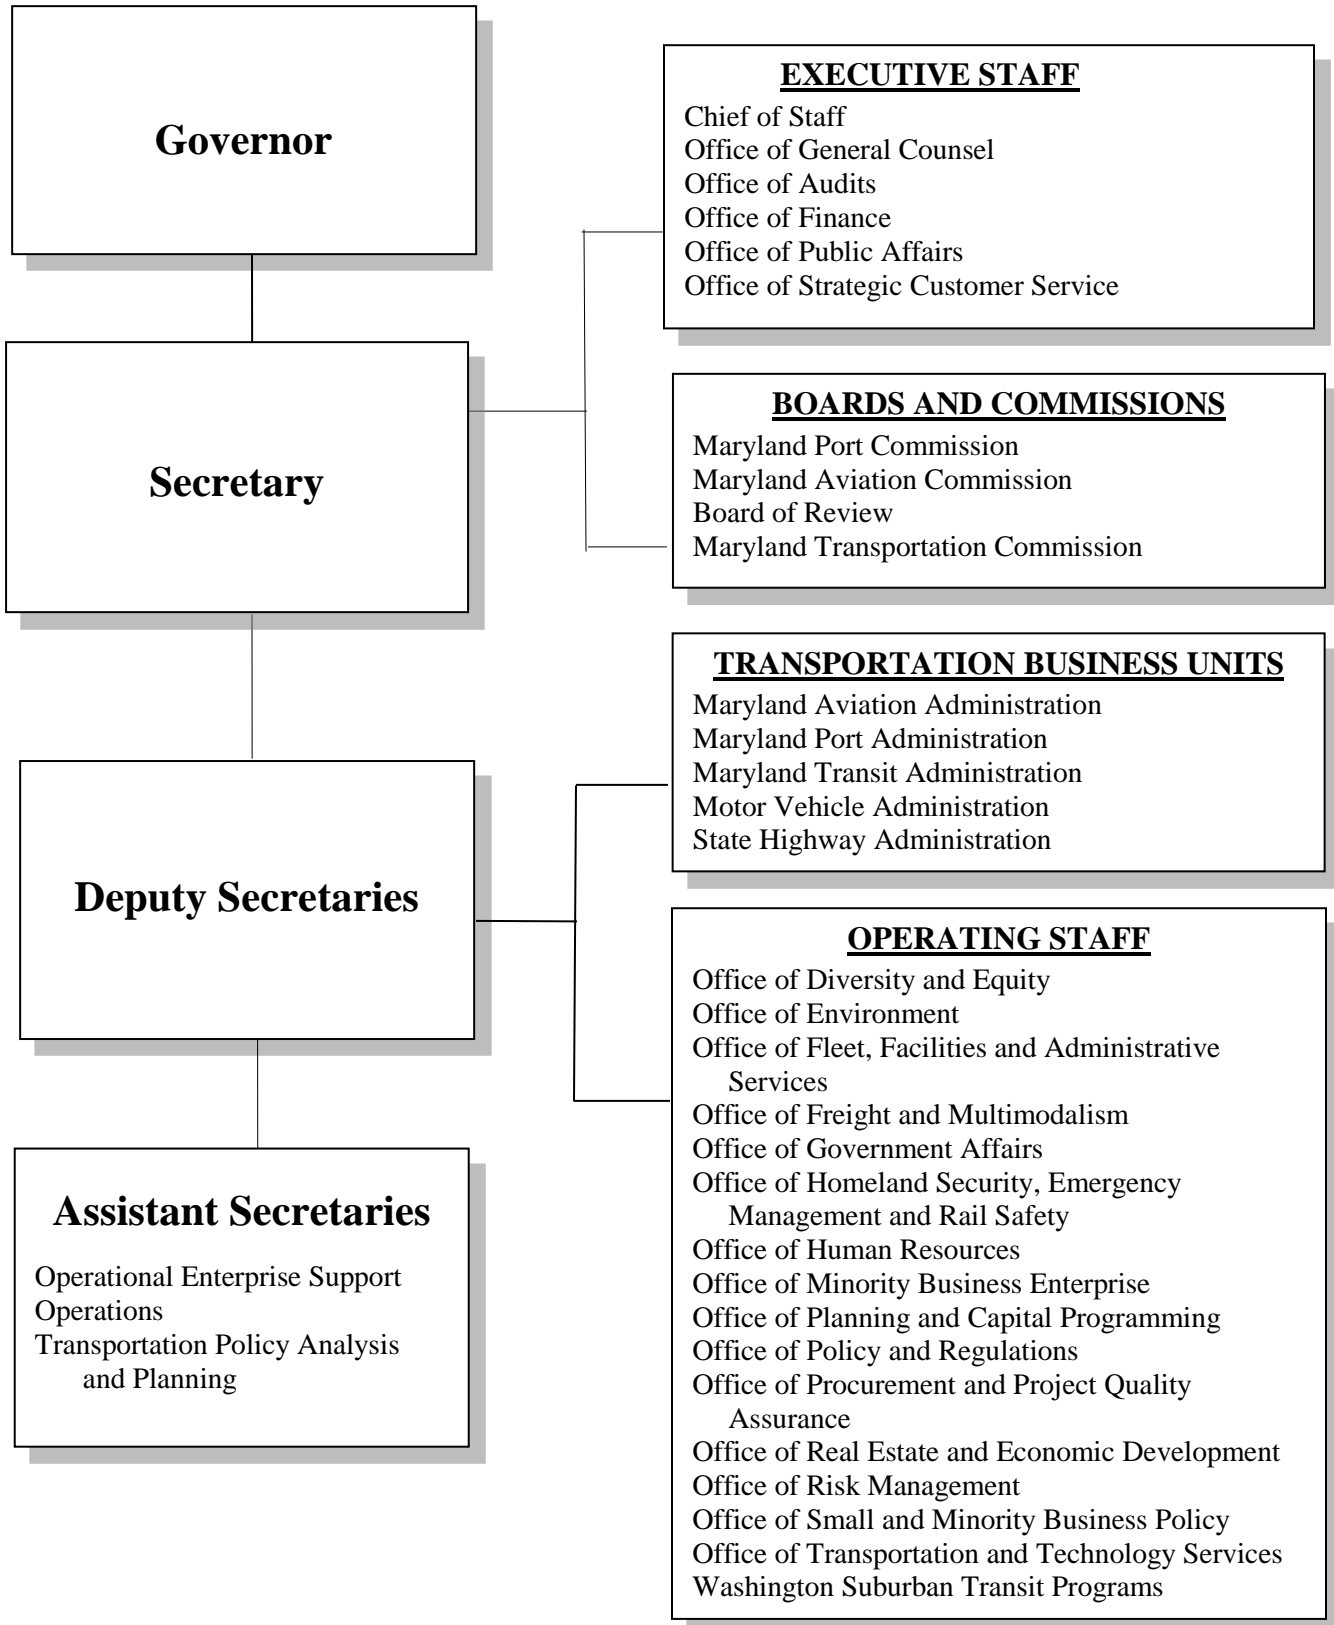 Governor
EXECUTIVE STAFF
Chief of Staff
Office of General Counsel
Office of Audits
Office of Finance
Office of Public Affairs
Office of Strategic Customer Service
Secretary
BOARDS AND COMMISSIONS
Maryland Port Commission
Maryland Aviation Commission
Board of Review
Maryland Transportation Commission
Deputy Secretaries
TRANSPORTATION BUSINESS UNITS
Maryland Aviation Administration
Maryland Port Administration
Maryland Transit Administration
Motor Vehicle Administration
State Highway Administration
OPERATING STAFF
Office of Diversity and Equity
Office of Environment
Office of Fleet, Facilities and Administrative
Services
Office of Freight and Multimodalism
Office of Government Affairs
Office of Homeland Security, Emergency
Management and Rail Safety
Office of Human Resources
Office of Minority Business Enterprise
Office of Planning and Capital Programming
Office of Policy and Regulations
Office of Procurement and Project Quality
Assurance
Office of Real Estate and Economic Development
Office of Risk Management
Office of Small and Minority Business Policy
Office of Transportation and Technology Services
Washington Suburban Transit Programs
Assistant Secretaries
Operational Enterprise Support
Operations
Transportation Policy Analysis
and Planning